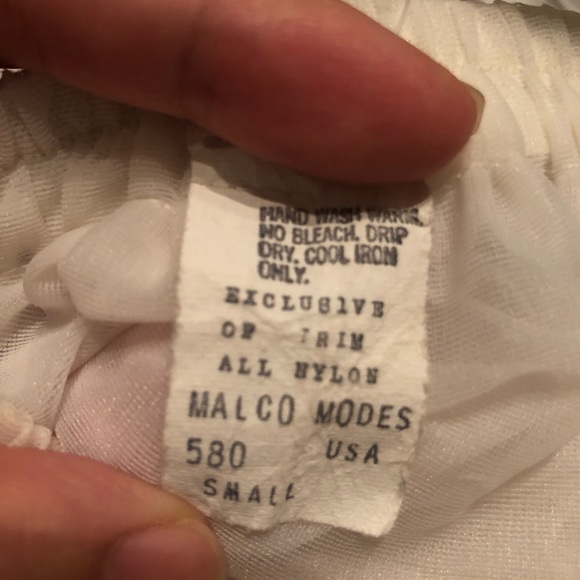 HAND WASH WARM.
NO BLEACH. DRIP
DRY. COOL IRON
ONLY.
EXCLUSIVE
OF TRIM
ALL NYLON
MALCO MODES
580 USA
SMALL